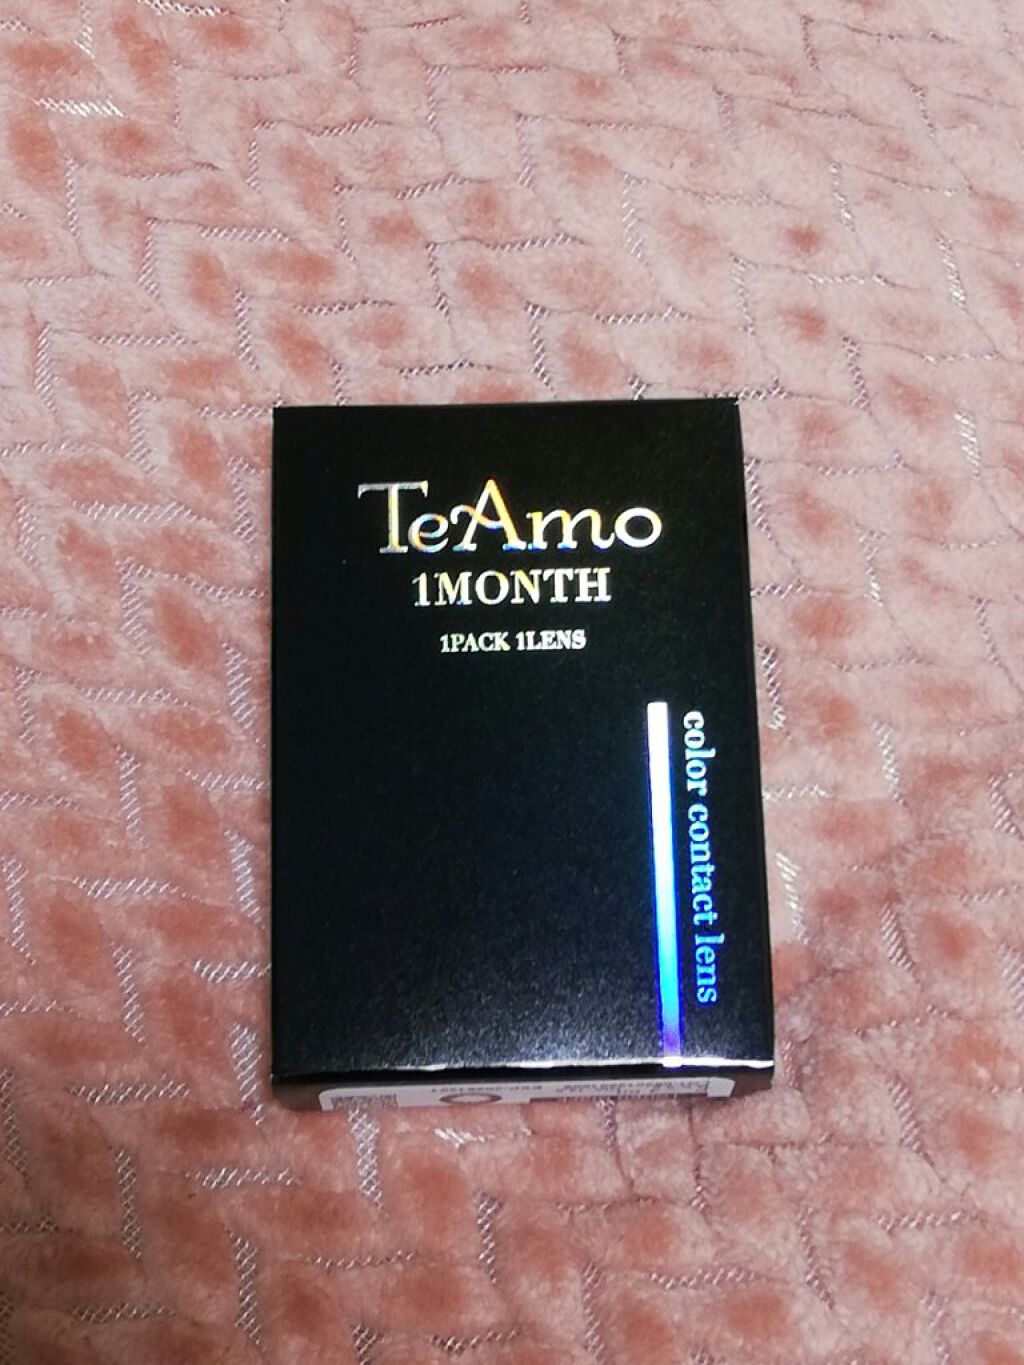 TeAmo
1MONTH
1PACK 1LENS
color contact lens